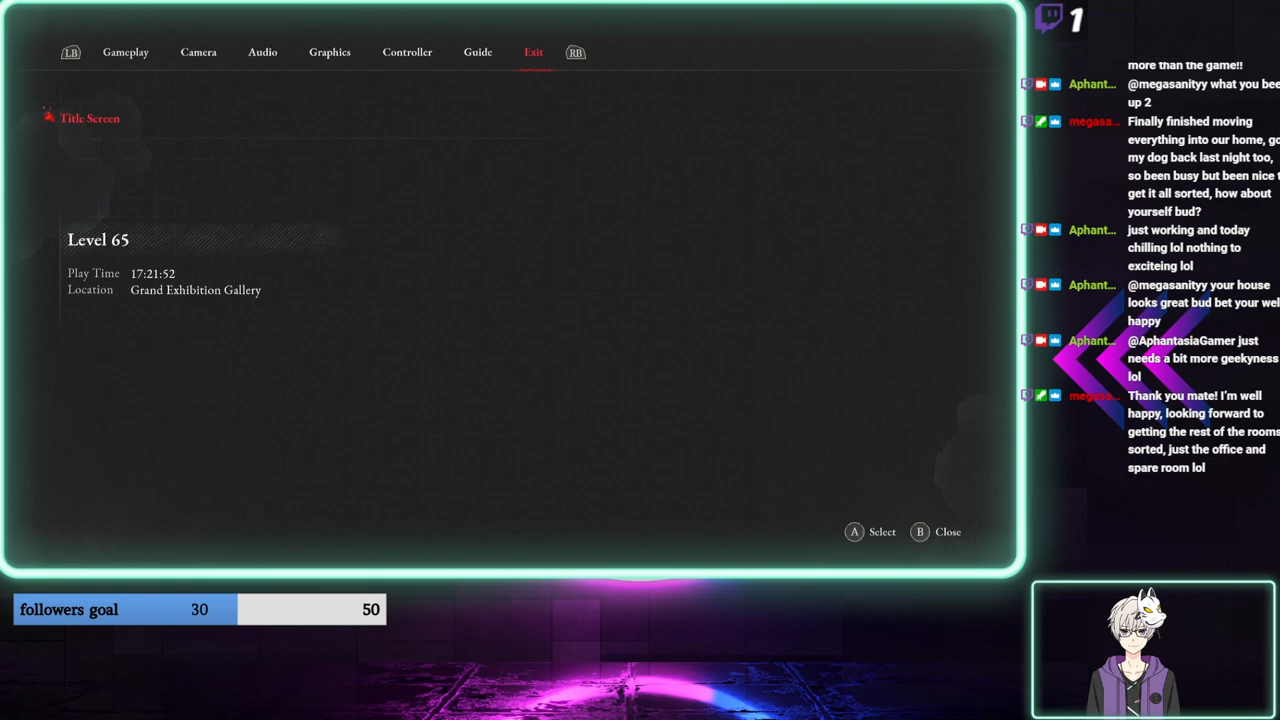 LB Gameplay Camera Audio Graphics Controller Guide Exit RB
Title Screen
Level 65
Play Time 17:21:52
Location Grand Exhibition Gallery
A Select B Close
followers goal 30 50
1
more than the game!!
Aphant... @megasanityy what you bee
up 2
megasa... Finally finished moving
everything into our home, go
my dog back last night too,
so been busy but been nice t
get it all sorted, how about
yourself bud?
Aphant... just working and today
chilling lol nothing to
exciteing lol
Aphant... @megasanityy your house
looks great bud bet your wel
happy
Aphant... @AphantasiaGamer just
needs a bit more geekyness
lol
megasa... Thank you mate! I'm well
happy, looking forward to
getting the rest of the rooms
sorted, just the office and
spare room lol